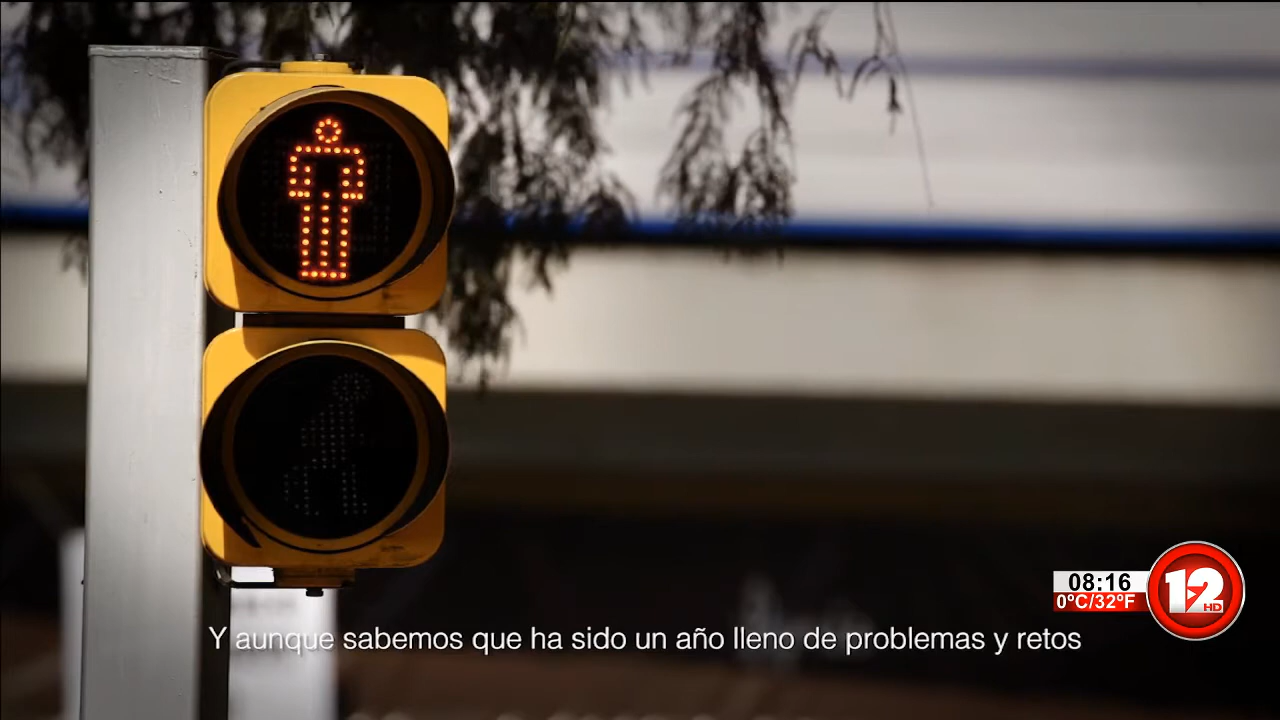 08:16
0°C/32°F
12
HD
Y aunque sabemos que ha sido un año lleno de problemas y retos